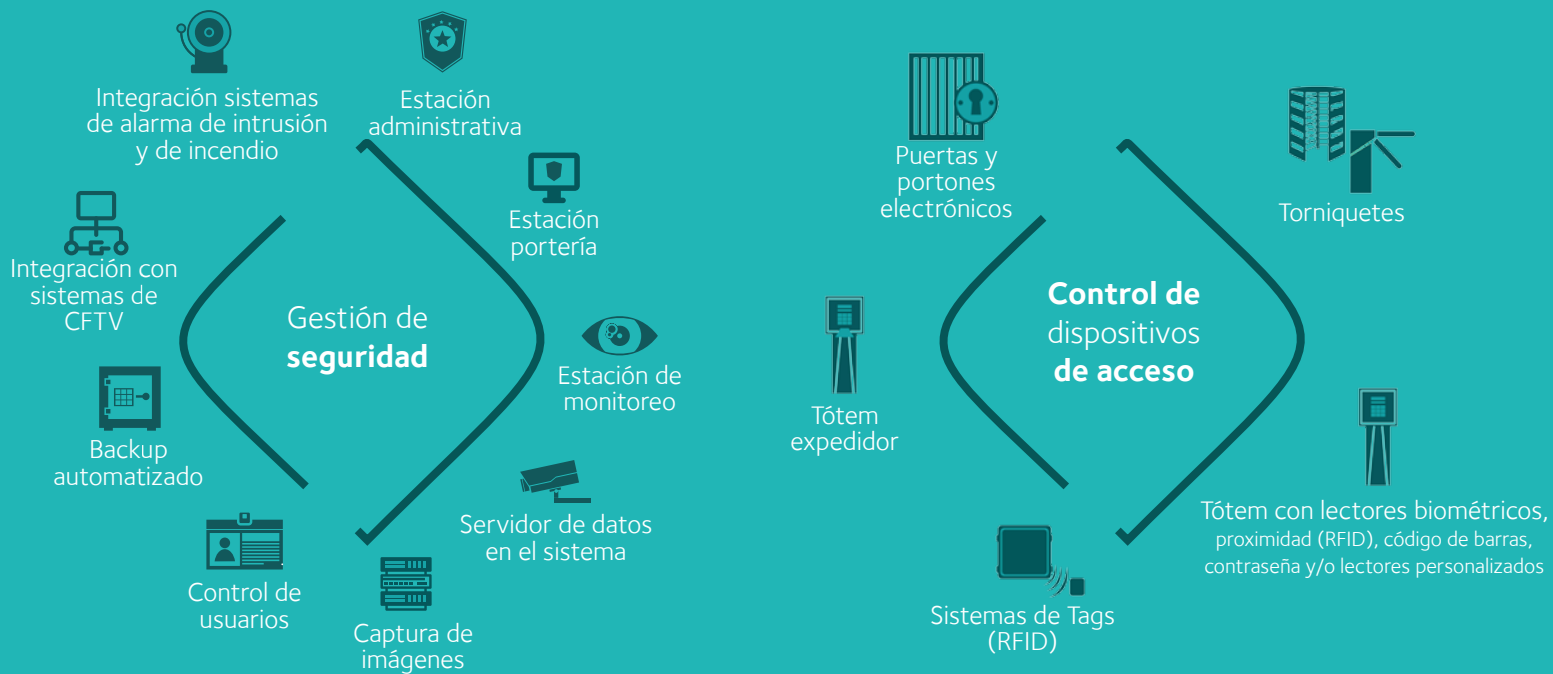 Integración sistemas
de alarma de intrusión
y de incendio
Estación
administrativa
Estación
portería
Integración con
sistemas de
CFTV
Gestión de
seguridad
Estación de
monitoreo
Backup
automatizado
Servidor de datos
en el sistema
Control de
usuarios
Captura de
imágenes
Puertas y
portones
electrónicos
Torniquetes
Control de
dispositivos
de acceso
Tótem
expedidor
Tótem con lectores biométricos,
proximidad (RFID), código de barras,
contraseña y/o lectores personalizados
Sistemas de Tags
(RFID)